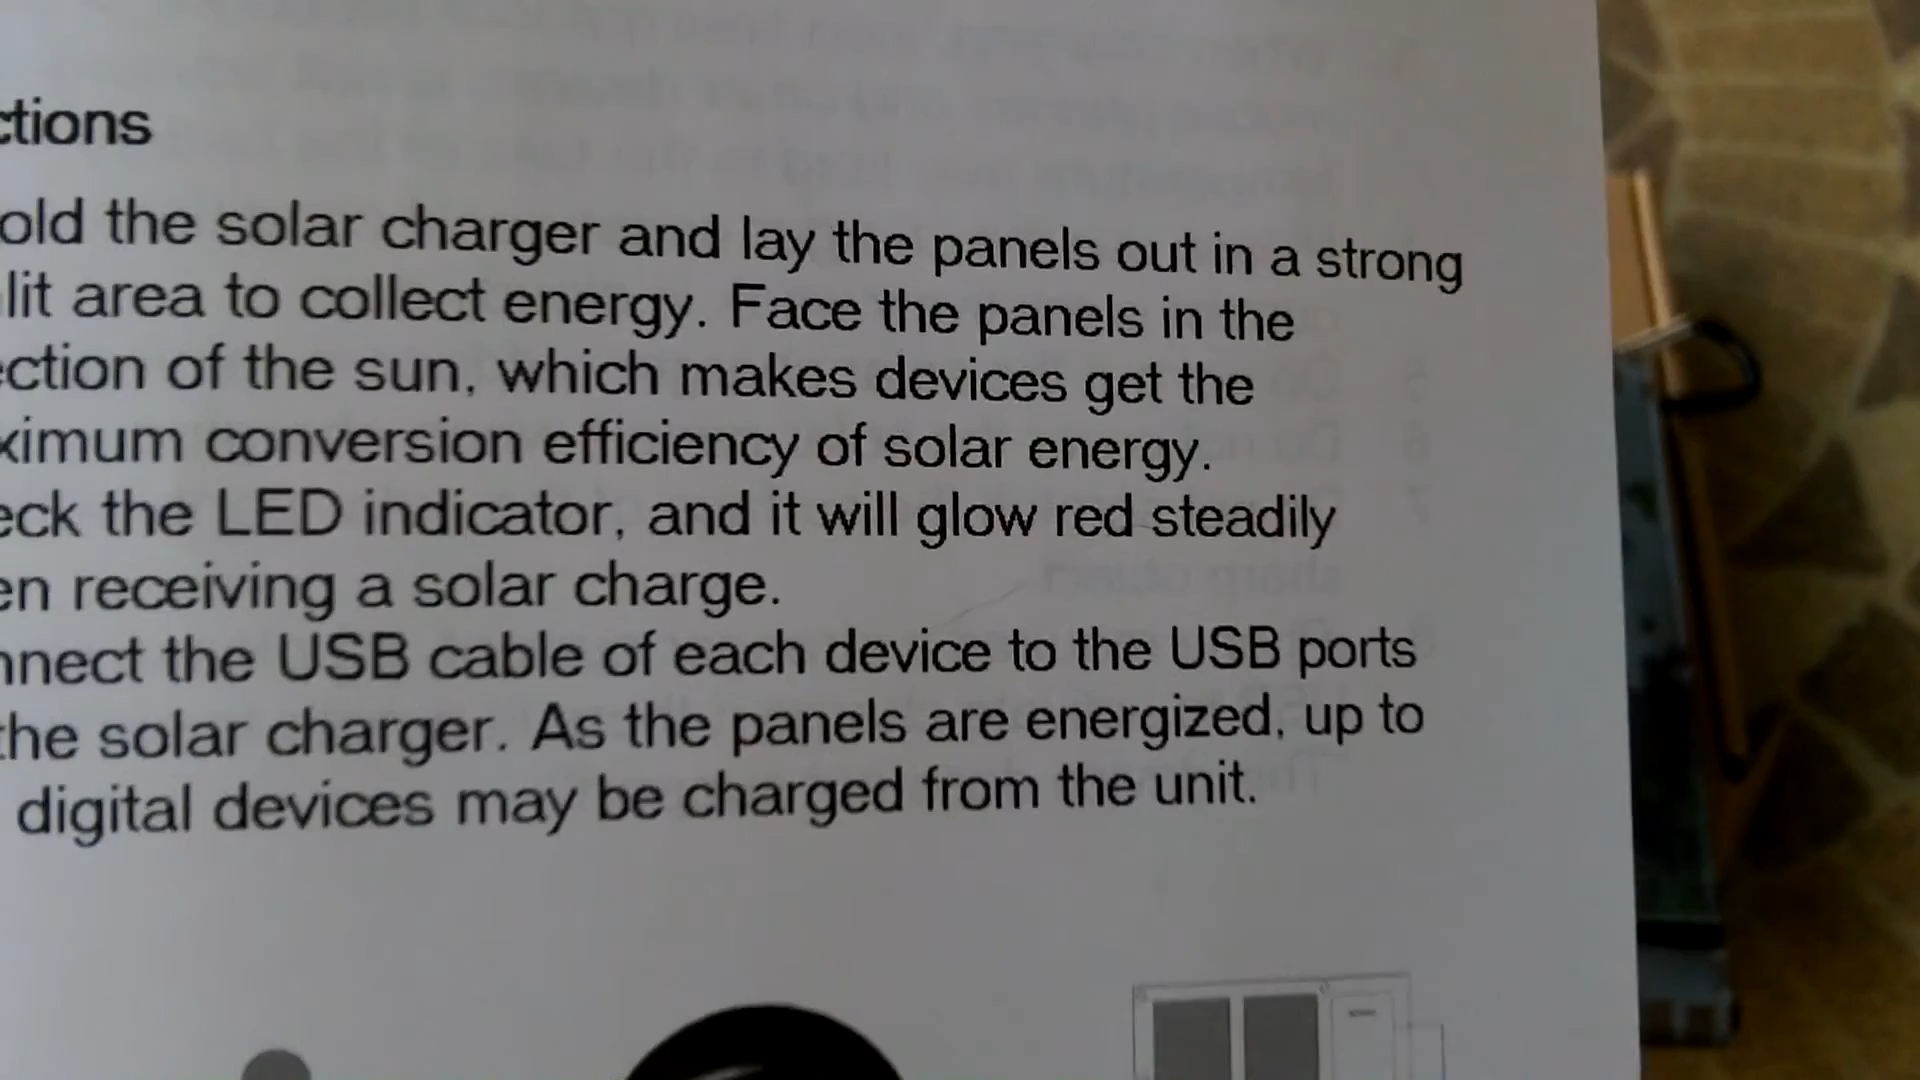 ctions
old the solar charger and lay the panels out in a strong
lit area to collect energy. Face the panels in the
ction of the sun, which makes devices get the
ximum conversion efficiency of solar energy.
eck the LED indicator, and it will glow red steadily
en receiving a solar charge.
nnect the USB cable of each device to the USB ports
the solar charger. As the panels are energized, up to
digital devices may be charged from the unit.